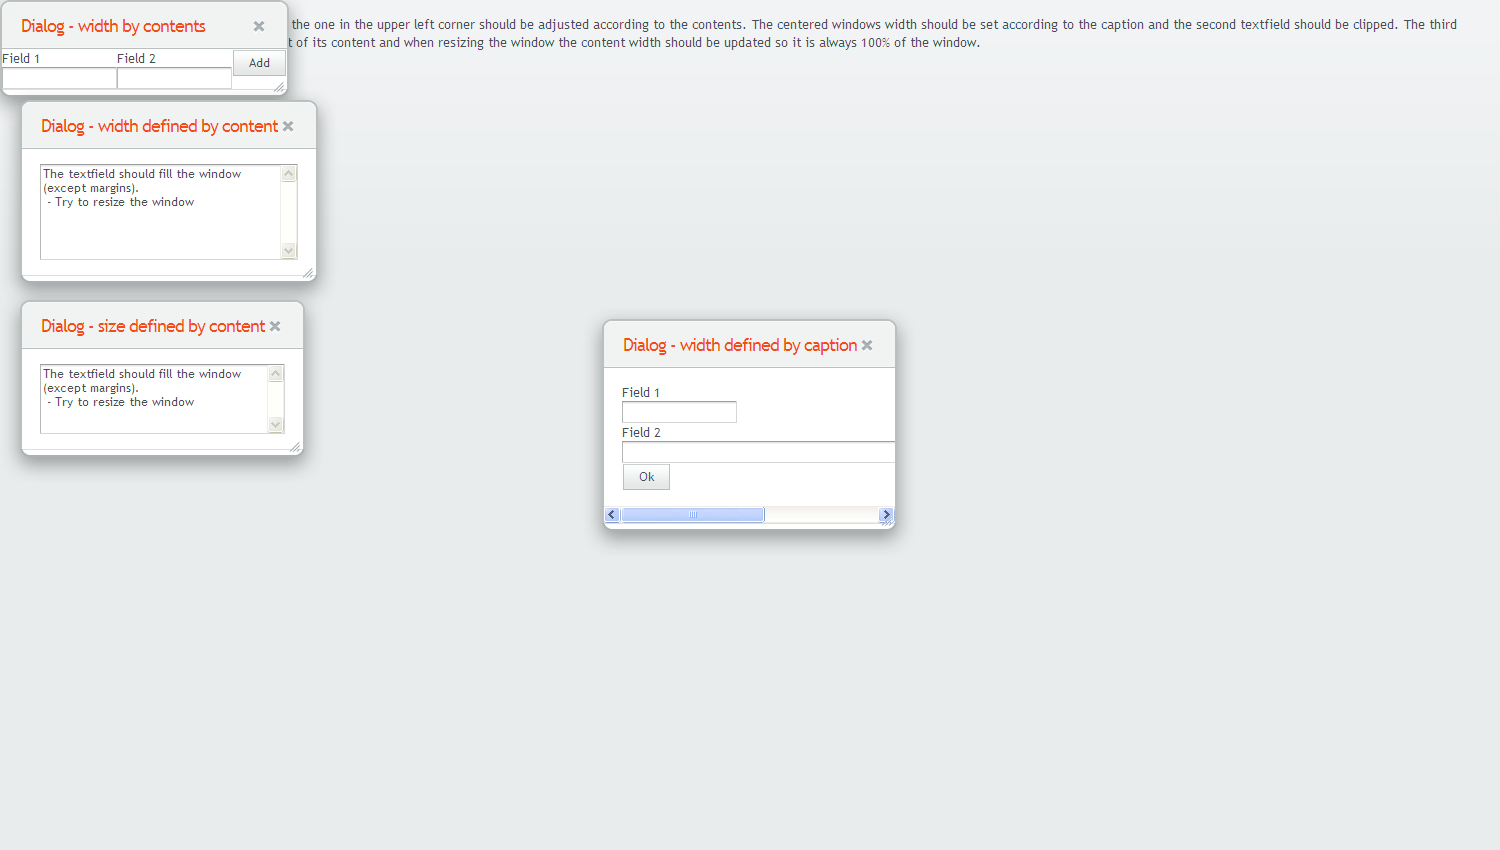 Dialog - width by contents
the one in the upper left corner should be adjusted according to the contents. The centered windows width should be set according to the caption and the second textfield should be clipped. The third
of its content and when resizing the window the content width should be updated so it is always 100% of the window.
Field 1
Field 2
Add
Dialog - width defined by content
The textfield should fill the window
(except margins).
- Try to resize the window
Dialog - size defined by content
The textfield should fill the window
(except margins).
- Try to resize the window
Dialog - width defined by caption
Field 1
Field 2
Ok